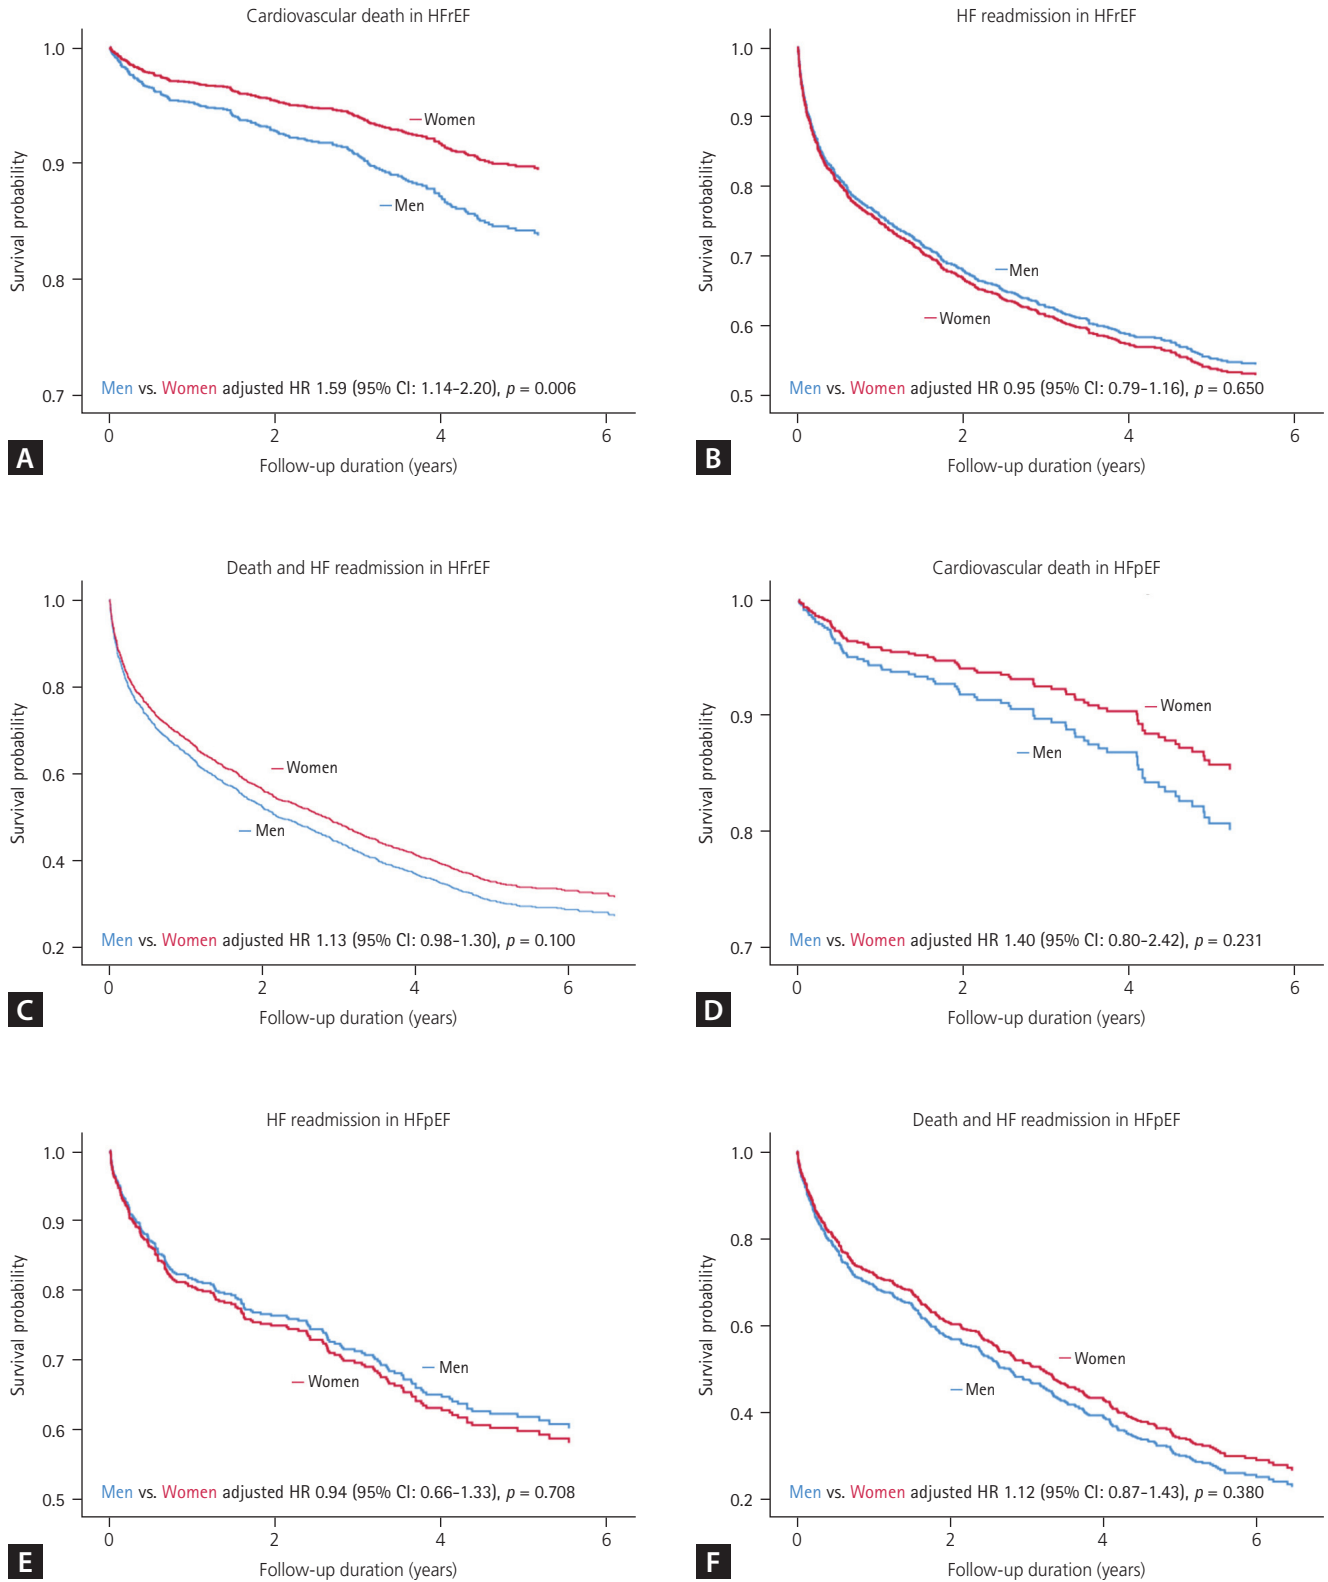 Cardiovascular death in HFrEF
1.0
0.9
0.8
0.7
Survival probability
Women
Men
Men vs. Women adjusted HR 1.59 (95% CI: 1.14–2.20), p = 0.006
0 2 4 6
Follow-up duration (years)
A
HF readmission in HFrEF
1.0
0.9
0.8
0.7
0.6
0.5
Survival probability
Men
Women
Men vs. Women adjusted HR 0.95 (95% CI: 0.79–1.16), p = 0.650
0 2 4 6
Follow-up duration (years)
B
Death and HF readmission in HFrEF
1.0
0.8
0.6
0.4
0.2
Survival probability
Women
Men
Men vs. Women adjusted HR 1.13 (95% CI: 0.98–1.30), p = 0.100
0 2 4 6
Follow-up duration (years)
C
Cardiovascular death in HFpEF
1.0
0.9
0.8
0.7
Survival probability
Women
Men
Men vs. Women adjusted HR 1.40 (95% CI: 0.80–2.42), p = 0.231
0 2 4 6
Follow-up duration (years)
D
HF readmission in HFpEF
1.0
0.9
0.8
0.7
0.6
0.5
Survival probability
Men
Women
Men vs. Women adjusted HR 0.94 (95% CI: 0.66–1.33), p = 0.708
0 2 4 6
Follow-up duration (years)
E
Death and HF readmission in HFpEF
1.0
0.8
0.6
0.4
0.2
Survival probability
Women
Men
Men vs. Women adjusted HR 1.12 (95% CI: 0.87–1.43), p = 0.380
0 2 4 6
Follow-up duration (years)
F